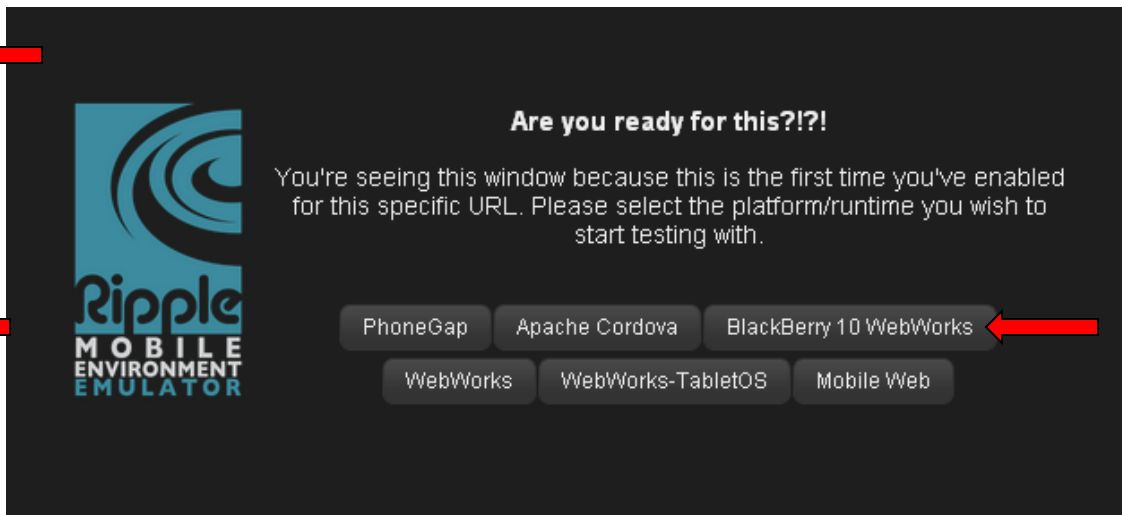 Are you ready for this?!?!
You're seeing this window because this is the first time you've enabled
for this specific URL. Please select the platform/runtime you wish to
start testing with.
Ripple
MOBILE
ENVIRONMENT
EMULATOR
PhoneGap
Apache Cordova
BlackBerry 10 WebWorks
WebWorks
WebWorks-TabletOS
Mobile Web